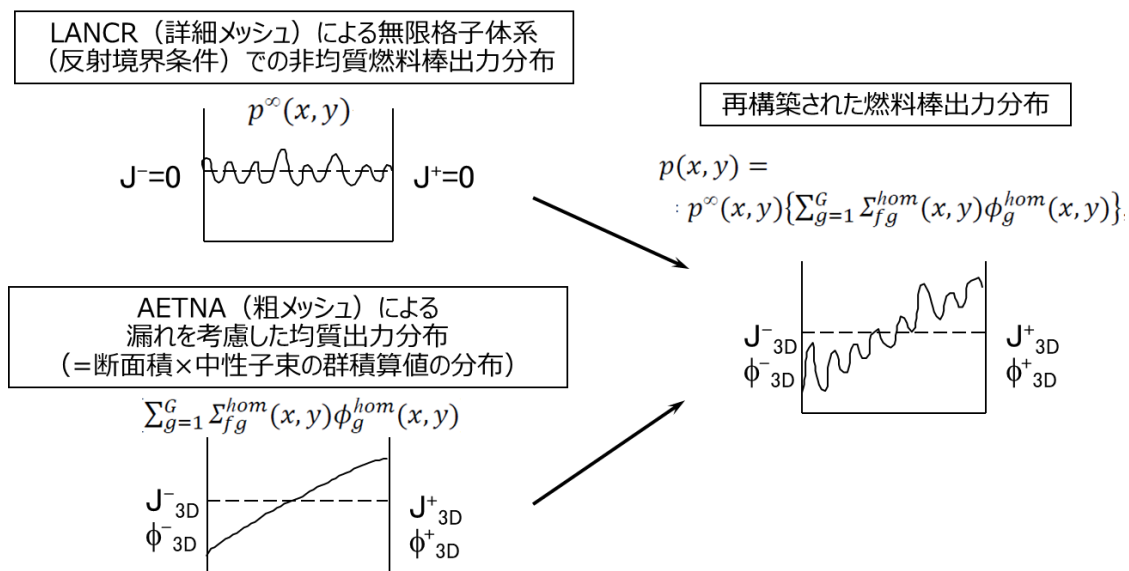 LANCR（詳細メッシュ）による無限格子体系
（反射境界条件）での非均質燃料棒出力分布
p^∞(x, y)
J⁻=0
J⁺=0
AETNA（粗メッシュ）による
漏れを考慮した均質出力分布
（=断面積×中性子束の群積算値の分布）
∑_{g=1}^{G} Σ_{fg}^{hom}(x, y)ϕ_g^{hom}(x, y)
J⁻_{3D}
ϕ⁻_{3D}
J⁺_{3D}
ϕ⁺_{3D}
再構築された燃料棒出力分布
p(x, y) =
: p^∞(x, y){∑_{g=1}^{G} Σ_{fg}^{hom}(x, y)ϕ_g^{hom}(x, y)},
J⁻_{3D}
ϕ⁻_{3D}
J⁺_{3D}
ϕ⁺_{3D}